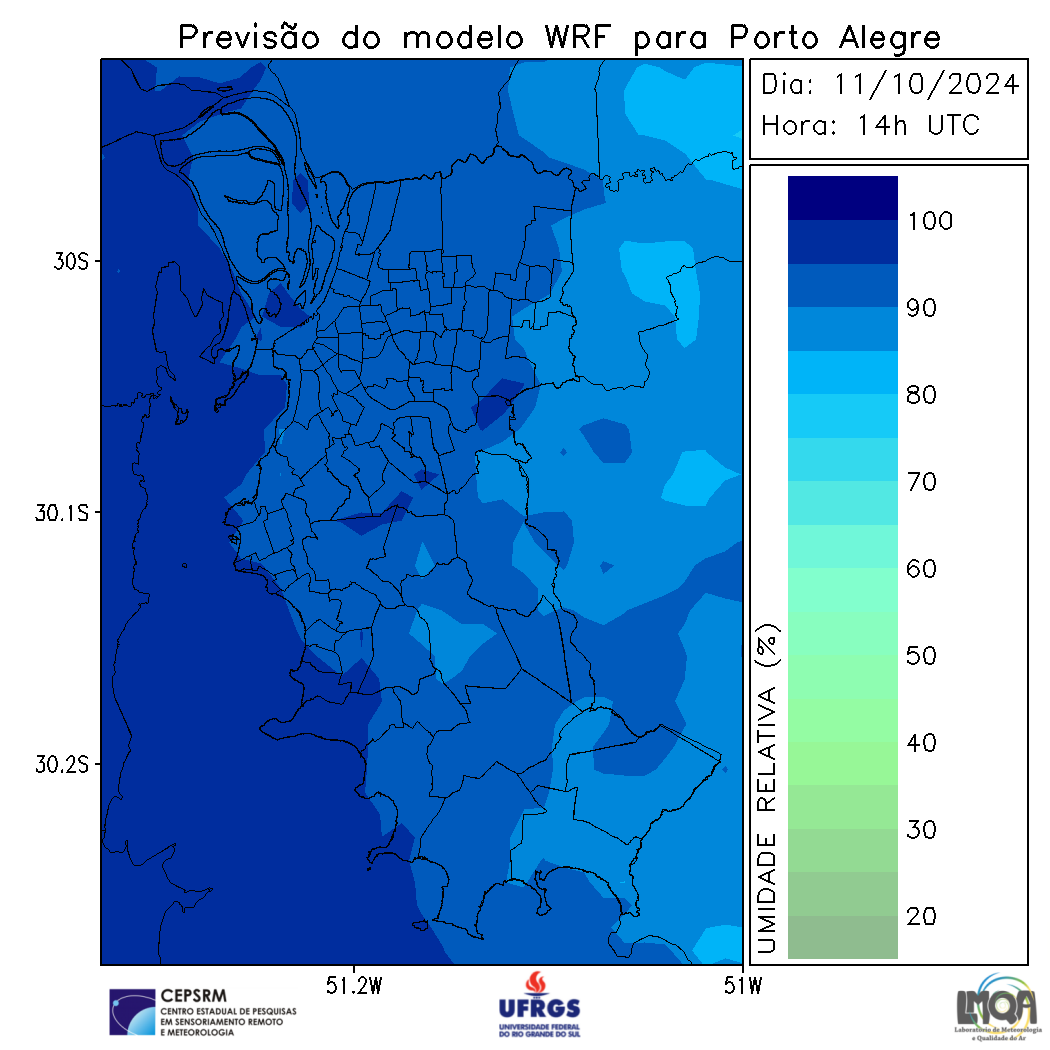 Previsão do modelo WRF para Porto Alegre
Dia: 11/10/2024
Hora: 14h UTC
100
90
80
70
60
50
40
30
20
UMIDADE RELATIVA (%)
30S
30.1S
30.2S
51.2W
51W
CEPSRM
CENTRO ESTADUAL DE PESQUISAS
EM SENSORIAMENTO REMOTO
E METEOROLOGIA
UFRGS
UNIVERSIDADE FEDERAL
DO RIO GRANDE DO SUL
LMQA
Laboratório de Meteorologia
e Qualidade do Ar